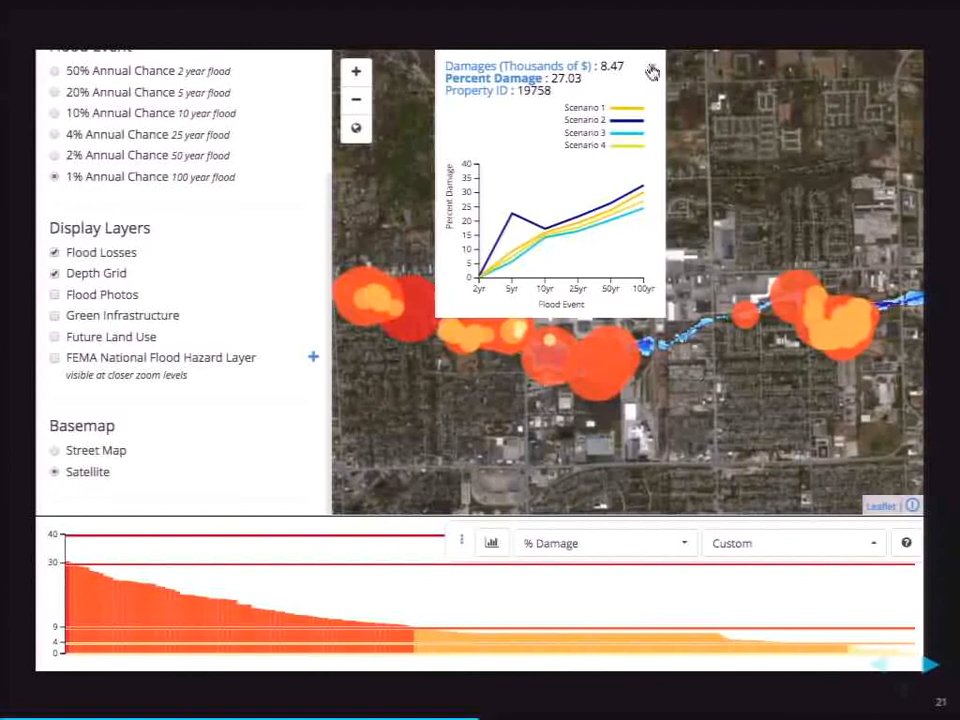 Flood Event
50% Annual Chance 2 year flood
20% Annual Chance 5 year flood
10% Annual Chance 10 year flood
4% Annual Chance 25 year flood
2% Annual Chance 50 year flood
1% Annual Chance 100 year flood
Display Layers
Flood Losses
Depth Grid
Flood Photos
Green Infrastructure
Future Land Use
FEMA National Flood Hazard Layer +
visible at closer zoom levels
Basemap
Street Map
Satellite
+
−
Damages (Thousands of $) : 8.47
Percent Damage : 27.03
Property ID : 19758
Scenario 1
Scenario 2
Scenario 3
Scenario 4
Percent Damage
40
35
30
25
20
15
10
5
0
2yr 5yr 10yr 25yr 50yr 100yr
Flood Event
Leaflet |
% Damage
Custom
?
40
30
9
4
0
21